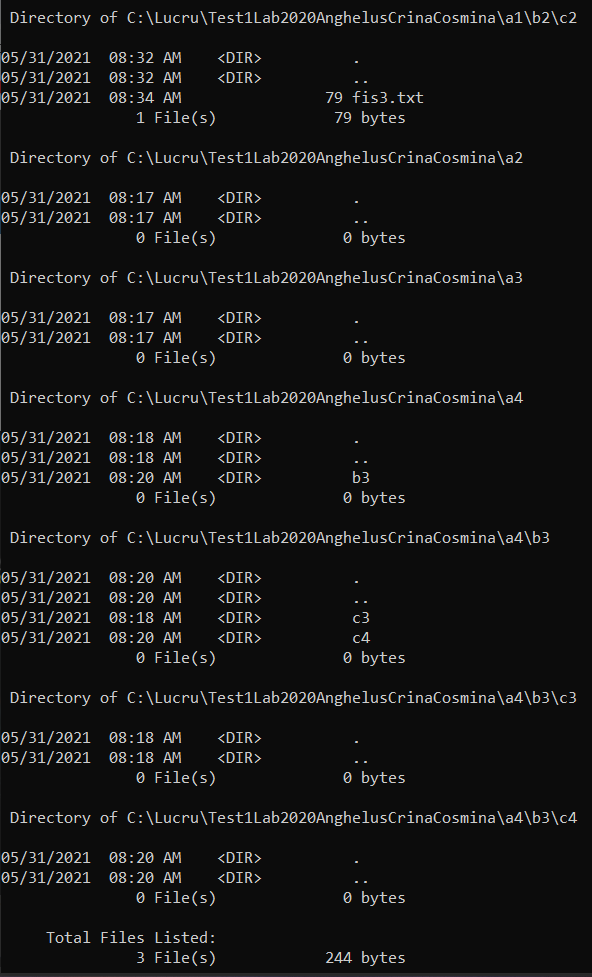 Directory of C:\Lucru\Test1Lab2020AnghelusCrinaCosmina\a1\b2\c2
05/31/2021  08:32 AM    <DIR>          .
05/31/2021  08:32 AM    <DIR>          ..
05/31/2021  08:34 AM                79 fis3.txt
1 File(s)             79 bytes
Directory of C:\Lucru\Test1Lab2020AnghelusCrinaCosmina\a2
05/31/2021  08:17 AM    <DIR>          .
05/31/2021  08:17 AM    <DIR>          ..
0 File(s)              0 bytes
Directory of C:\Lucru\Test1Lab2020AnghelusCrinaCosmina\a3
05/31/2021  08:17 AM    <DIR>          .
05/31/2021  08:17 AM    <DIR>          ..
0 File(s)              0 bytes
Directory of C:\Lucru\Test1Lab2020AnghelusCrinaCosmina\a4
05/31/2021  08:18 AM    <DIR>          .
05/31/2021  08:18 AM    <DIR>          ..
05/31/2021  08:20 AM    <DIR>          b3
0 File(s)              0 bytes
Directory of C:\Lucru\Test1Lab2020AnghelusCrinaCosmina\a4\b3
05/31/2021  08:20 AM    <DIR>          .
05/31/2021  08:20 AM    <DIR>          ..
05/31/2021  08:18 AM    <DIR>          c3
05/31/2021  08:20 AM    <DIR>          c4
0 File(s)              0 bytes
Directory of C:\Lucru\Test1Lab2020AnghelusCrinaCosmina\a4\b3\c3
05/31/2021  08:18 AM    <DIR>          .
05/31/2021  08:18 AM    <DIR>          ..
0 File(s)              0 bytes
Directory of C:\Lucru\Test1Lab2020AnghelusCrinaCosmina\a4\b3\c4
05/31/2021  08:20 AM    <DIR>          .
05/31/2021  08:20 AM    <DIR>          ..
0 File(s)              0 bytes
Total Files Listed:
3 File(s)            244 bytes